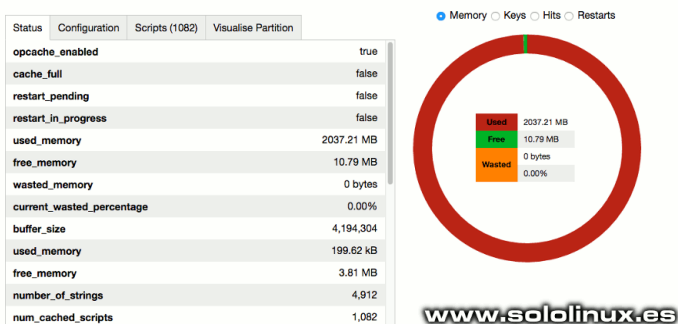 Status Configuration Scripts (1082) Visualise Partition
opcache_enabled true
cache_full false
restart_pending false
restart_in_progress false
used_memory 2037.21 MB
free_memory 10.79 MB
wasted_memory 0 bytes
current_wasted_percentage 0.00%
buffer_size 4,194,304
used_memory 199.62 kB
free_memory 3.81 MB
number_of_strings 4,912
num_cached_scripts 1,082
Memory Keys Hits Restarts
Used 2037.21 MB
Free 10.79 MB
Wasted 0 bytes
0.00%
www.sololinux.es